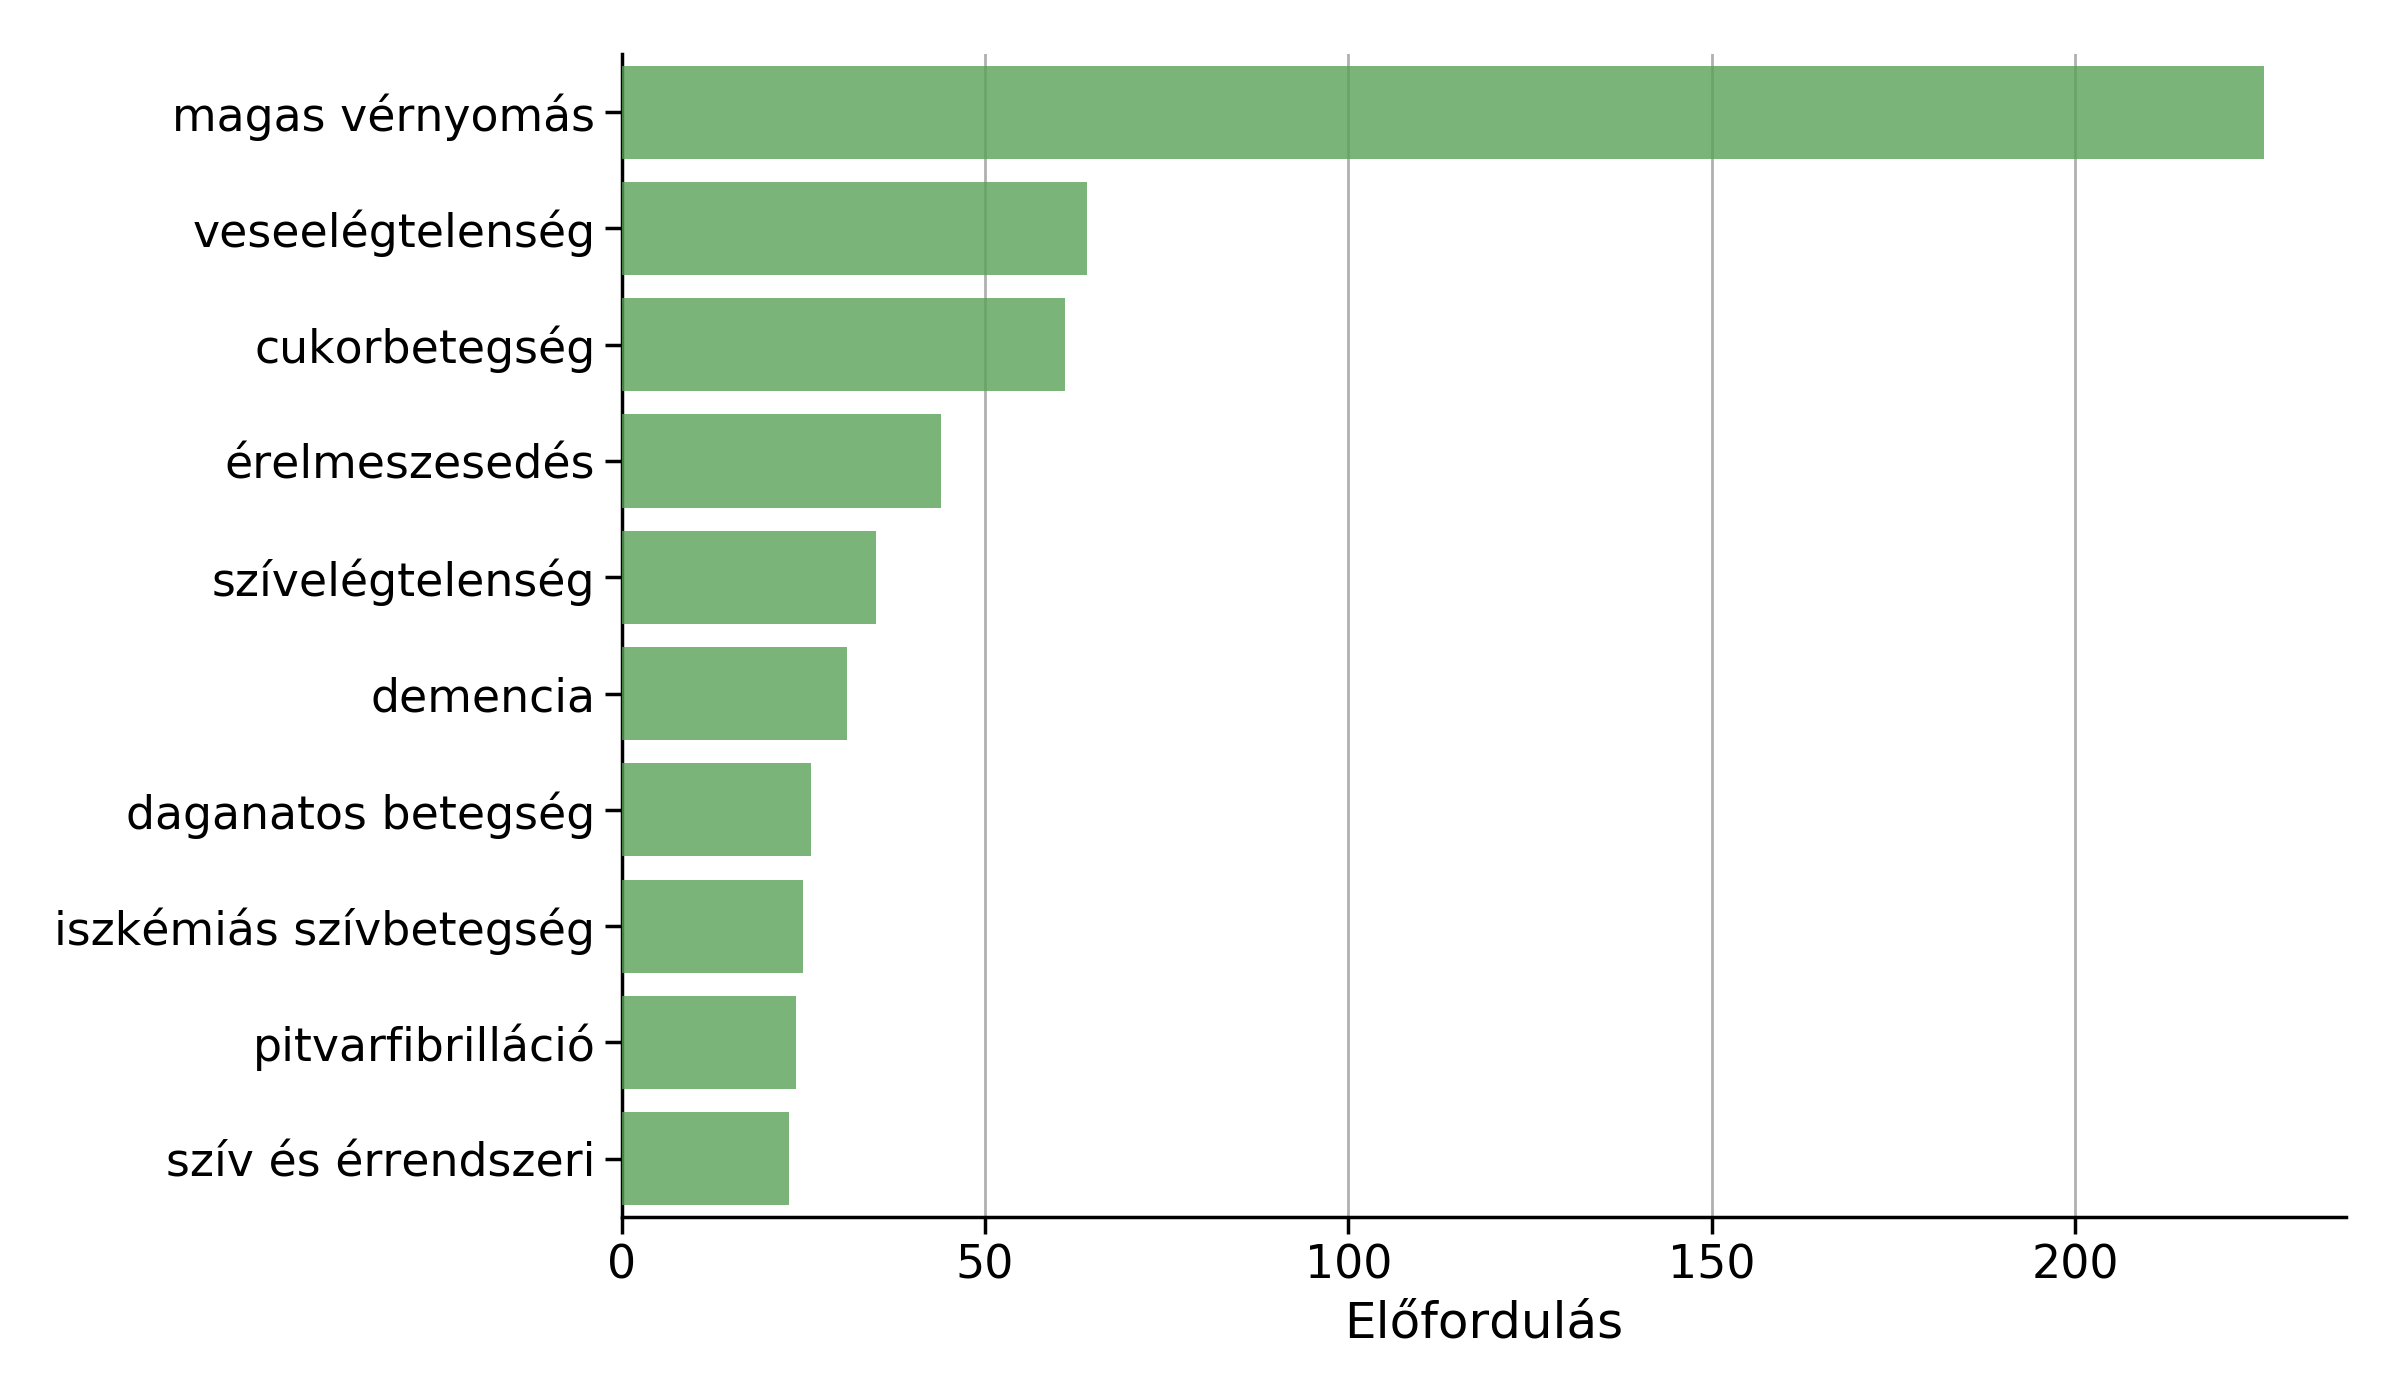 magas vérnyomás
veseelégtelenség
cukorbetegség
érelmeszesedés
szívelégtelenség
demencia
daganatos betegség
iszkémiás szívbetegség
pitvarfibrilláció
szív és érrendszeri
0 50 100 150 200
Előfordulás